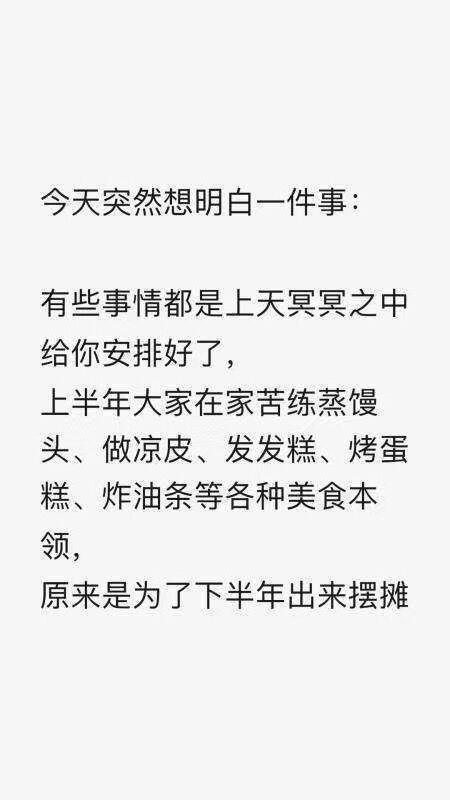 今天突然想明白一件事：
有些事情都是上天冥冥之中
给你安排好了，
上半年大家在家苦练蒸馒
头、做凉皮、发发糕、烤蛋
糕、炸油条等各种美食本
领，
原来是为了下半年出来摆摊